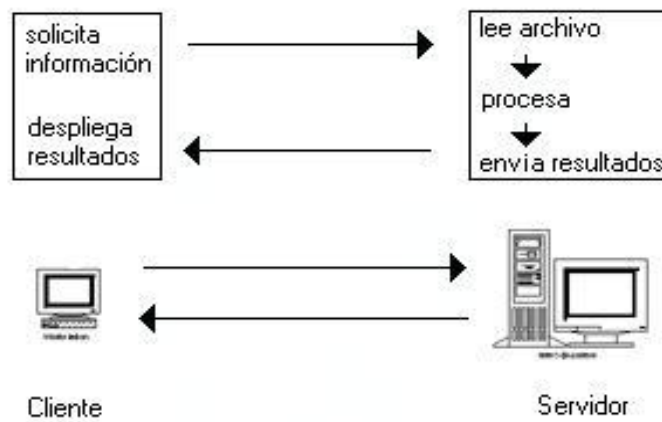 solicita
información
despliega
resultados
lee archivo
procesa
envia resultados
Cliente
Servidor